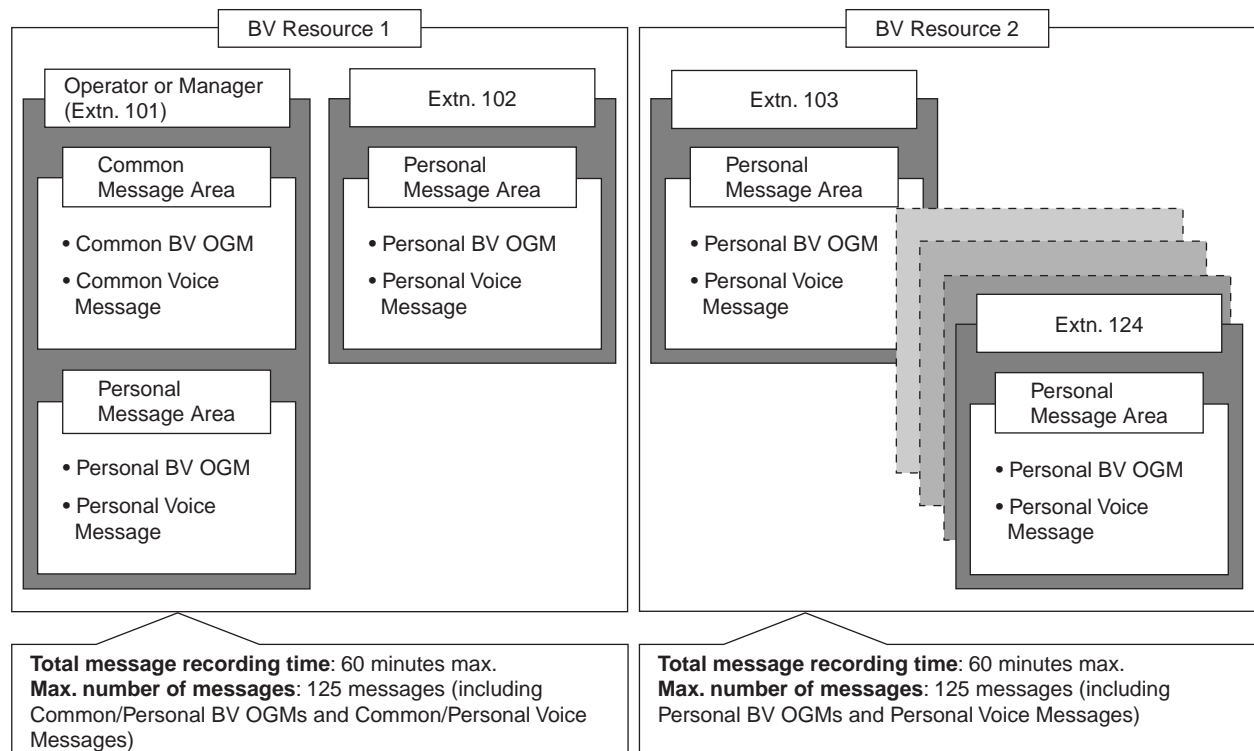 BV Resource 1
Operator or Manager
(Extn. 101)
Common
Message Area
• Common BV OGM
• Common Voice
Message
Personal
Message Area
• Personal BV OGM
• Personal Voice
Message
Extn. 102
Personal
Message Area
• Personal BV OGM
• Personal Voice
Message
Total message recording time: 60 minutes max.
Max. number of messages: 125 messages (including
Common/Personal BV OGMs and Common/Personal Voice
Messages)
BV Resource 2
Extn. 103
Personal
Message Area
• Personal BV OGM
• Personal Voice
Message
Extn. 124
Personal
Message Area
• Personal BV OGM
• Personal Voice
Message
Total message recording time: 60 minutes max.
Max. number of messages: 125 messages (including
Personal BV OGMs and Personal Voice Messages)